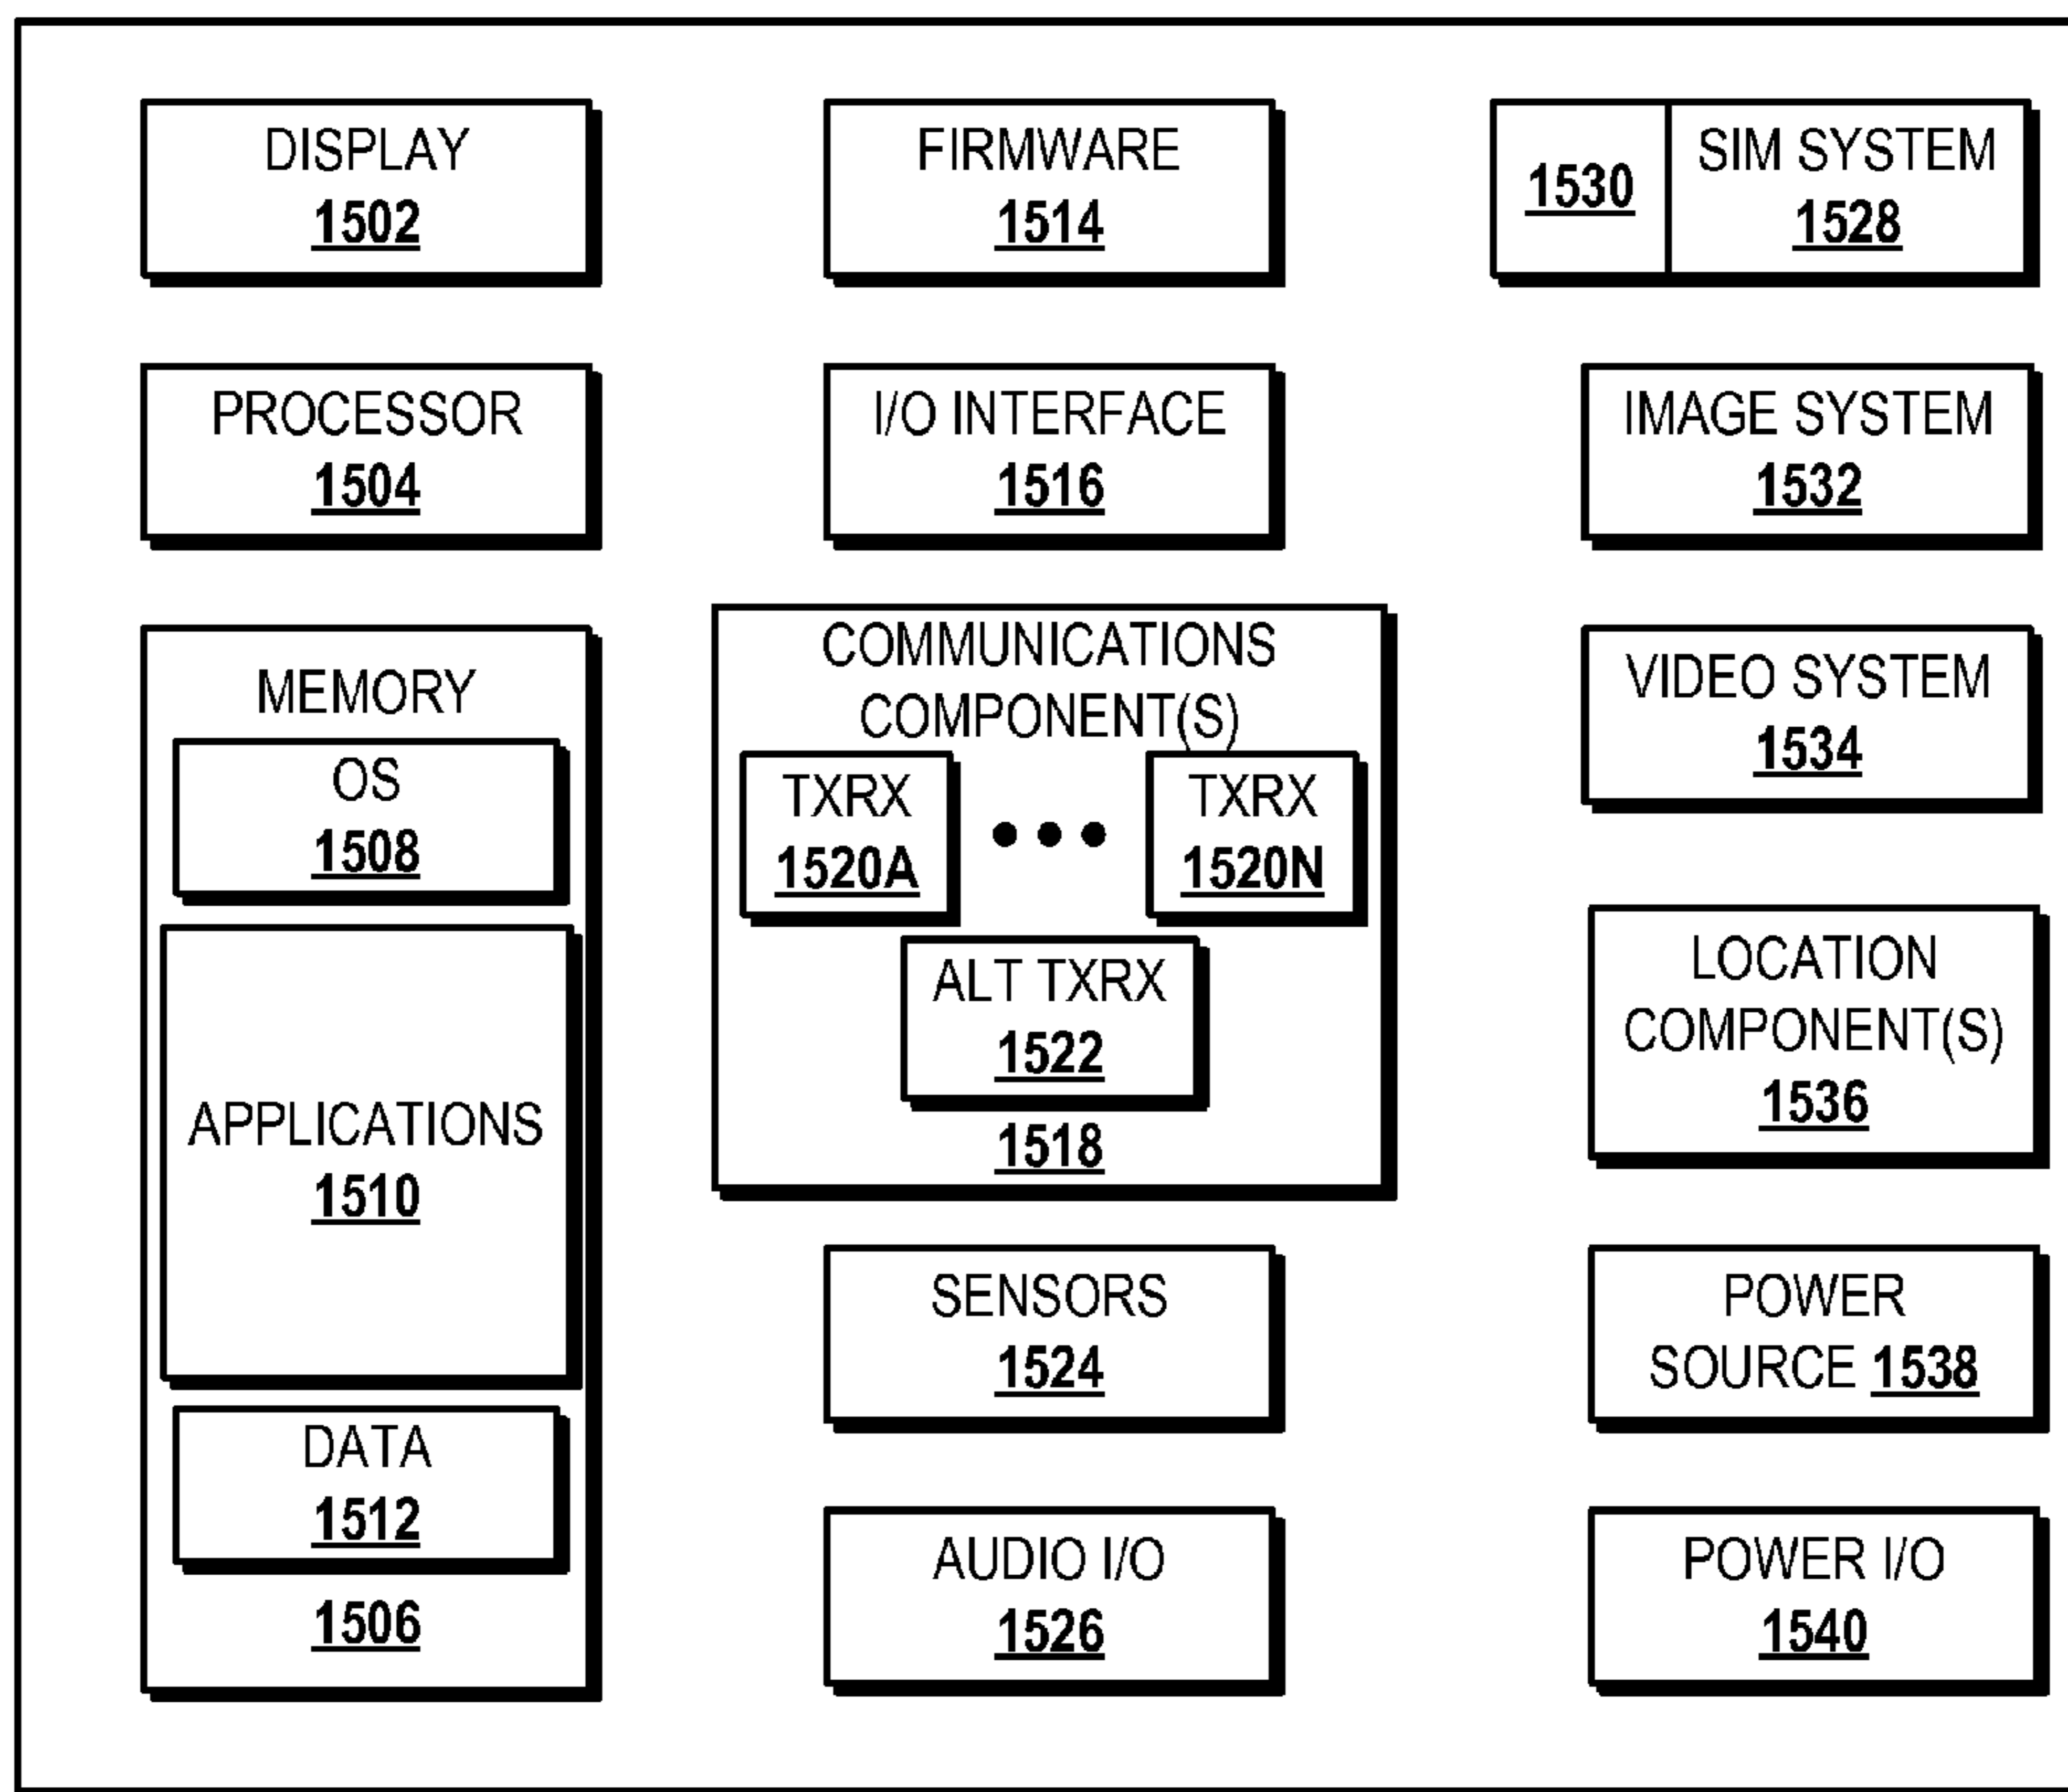 DISPLAY
1502
PROCESSOR
1504
MEMORY
OS
1508
APPLICATIONS
1510
DATA
1512
1506
FIRMWARE
1514
I/O INTERFACE
1516
COMMUNICATIONS
COMPONENT(S)
TXRX
1520A
TXRX
1520N
ALT TXRX
1522
1518
SENSORS
1524
AUDIO I/O
1526
1530
SIM SYSTEM
1528
IMAGE SYSTEM
1532
VIDEO SYSTEM
1534
LOCATION
COMPONENT(S)
1536
POWER
SOURCE 1538
POWER I/O
1540